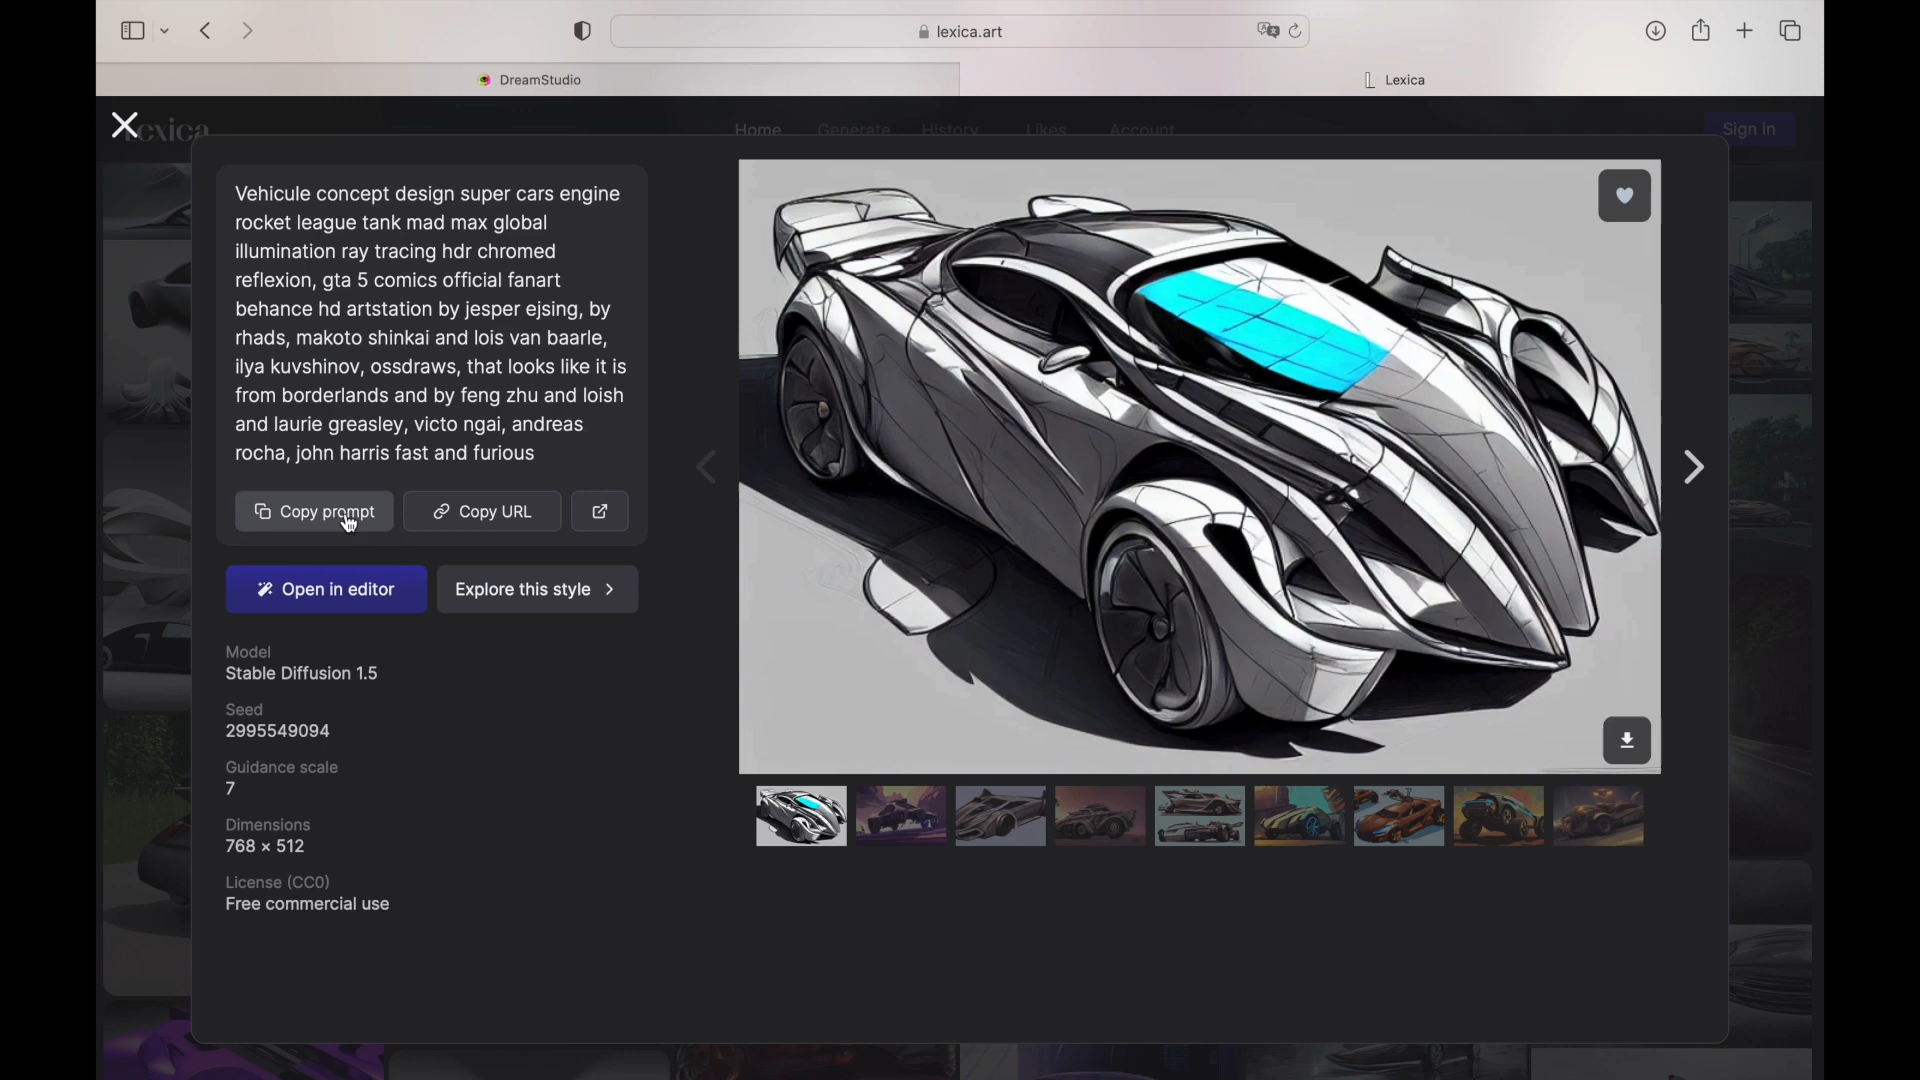 lexica.art
DreamStudio
Lexica
Lexica
Home
Generate
History
Likes
Account
Sign in
Vehicule concept design super cars engine
rocket league tank mad max global
illumination ray tracing hdr chromed
reflexion, gta 5 comics official fanart
behance hd artstation by jesper ejsing, by
rhads, makoto shinkai and lois van baarle,
ilya kuvshinov, ossdraws, that looks like it is
from borderlands and by feng zhu and loish
and laurie greasley, victo ngai, andreas
rocha, john harris fast and furious
Copy prompt
Copy URL
Open in editor
Explore this style
Model
Stable Diffusion 1.5
Seed
2995549094
Guidance scale
7
Dimensions
768 × 512
License (CC0)
Free commercial use